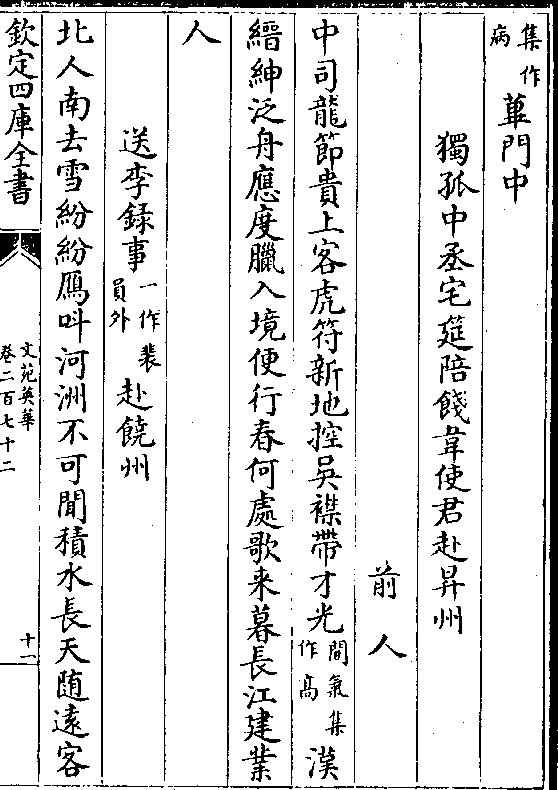 集作病蓽門中
獨孤中丞宅筵陪餞韋使君赴昇州
前人
中司龍節貴上客虎符新地控吳襟帶才光間氣集作高漢
縉紳泛舟應度臘入境便行春何處歌来暮長江建業
人
送李錄事一作裴員外赴饒州
北人南去雪紛紛鴈叫河洲不可聞積水長天随遠客
欽定四庫全書
文苑英華
卷二百七十二
十一